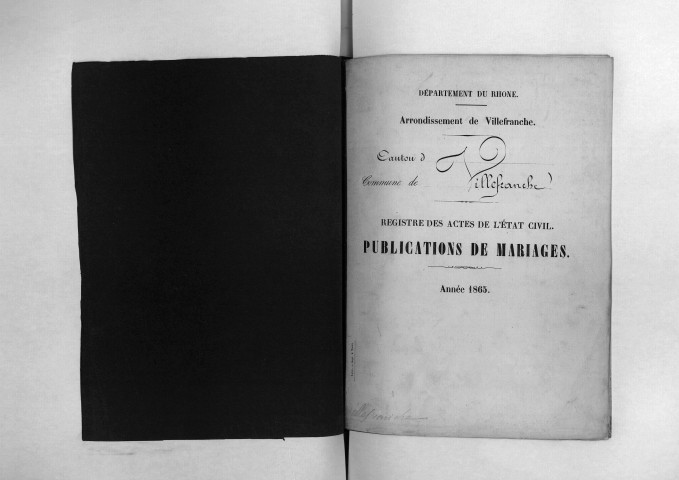 DÉPARTEMENT DU RHONE.
Arrondissement de Villefranche.
Canton d
Commune de Villefranche
REGISTRE DES ACTES DE L'ÉTAT CIVIL.
PUBLICATIONS DE MARIAGES.
Année 1865.